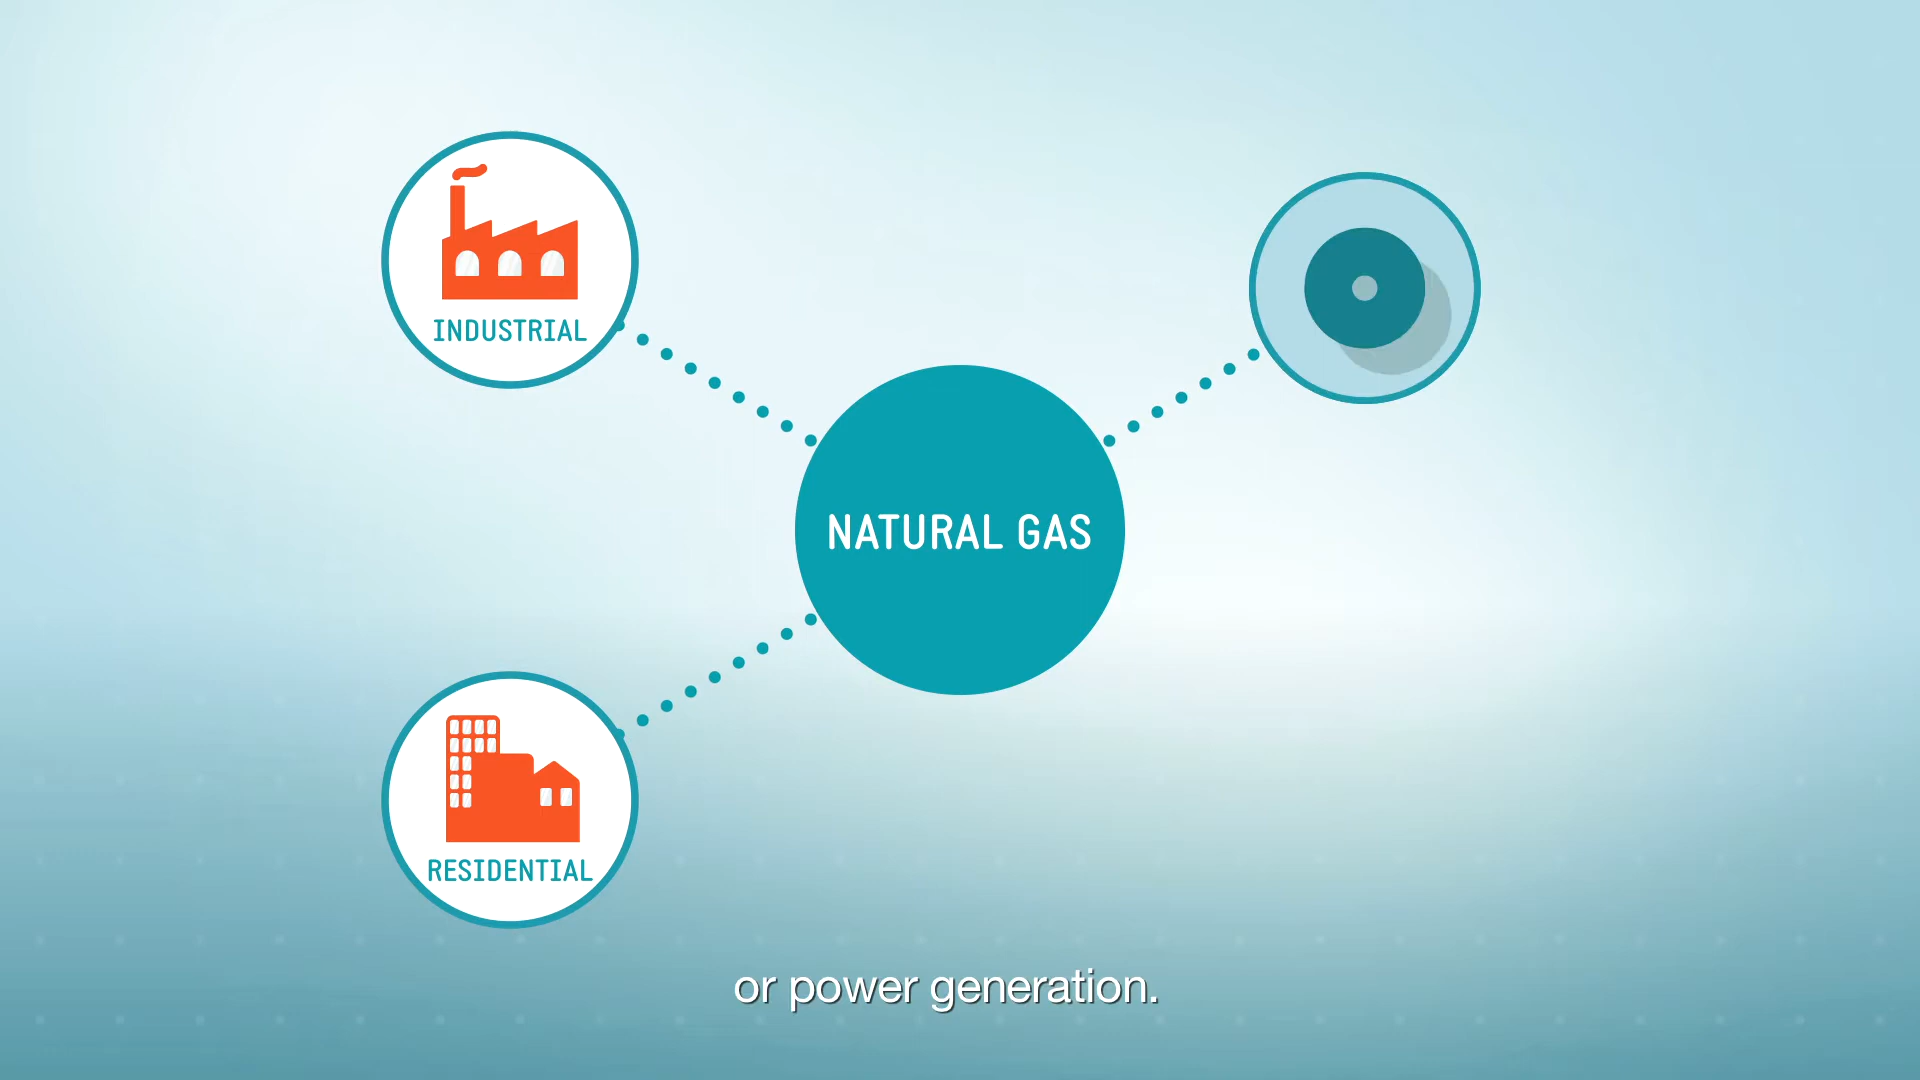 INDUSTRIAL
NATURAL GAS
RESIDENTIAL
or power generation.